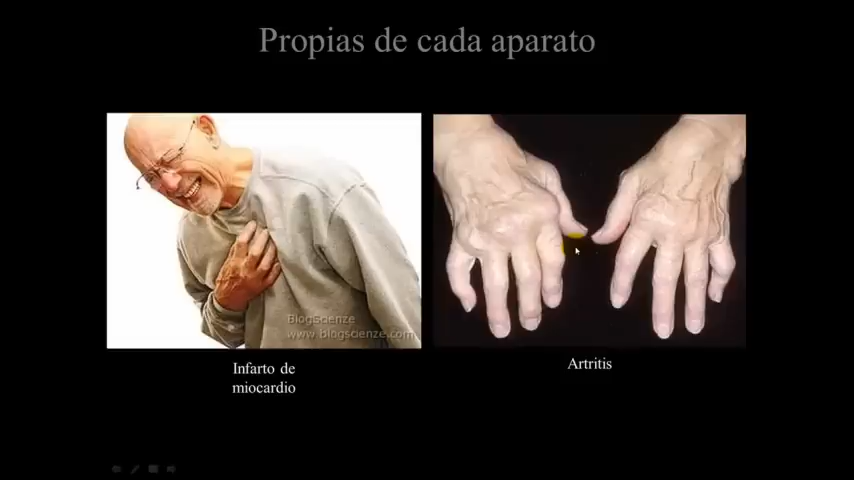 Propias de cada aparato
BlogScienze
www.blogscienze.com
Infarto de
miocardio
Artritis